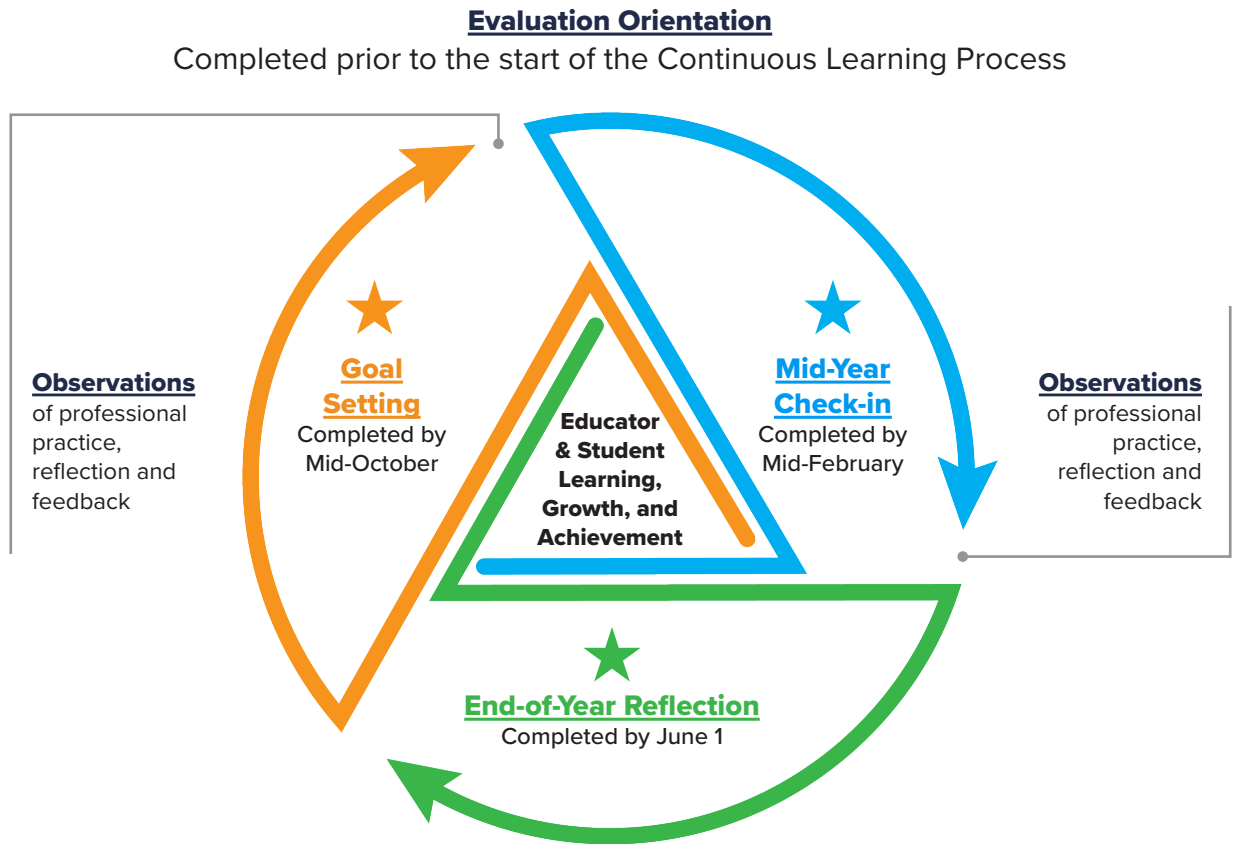 Evaluation Orientation
Completed prior to the start of the Continuous Learning Process
Observations
of professional
practice,
reflection and
feedback
Goal
Setting
Completed by
Mid-October
Educator
& Student
Learning,
Growth, and
Achievement
Mid-Year
Check-in
Completed by
Mid-February
Observations
of professional
practice,
reflection and
feedback
End-of-Year Reflection
Completed by June 1